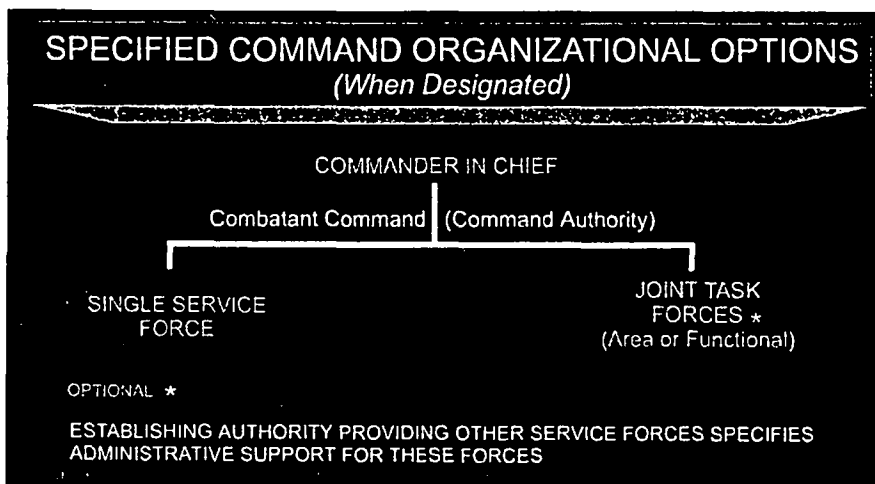 SPECIFIED COMMAND ORGANIZATIONAL OPTIONS
(When Designated)
COMMANDER IN CHIEF
Combatant Command (Command Authority)
SINGLE SERVICE
FORCE
JOINT TASK
FORCES *
(Area or Functional)
OPTIONAL *
ESTABLISHING AUTHORITY PROVIDING OTHER SERVICE FORCES SPECIFIES
ADMINISTRATIVE SUPPORT FOR THESE FORCES